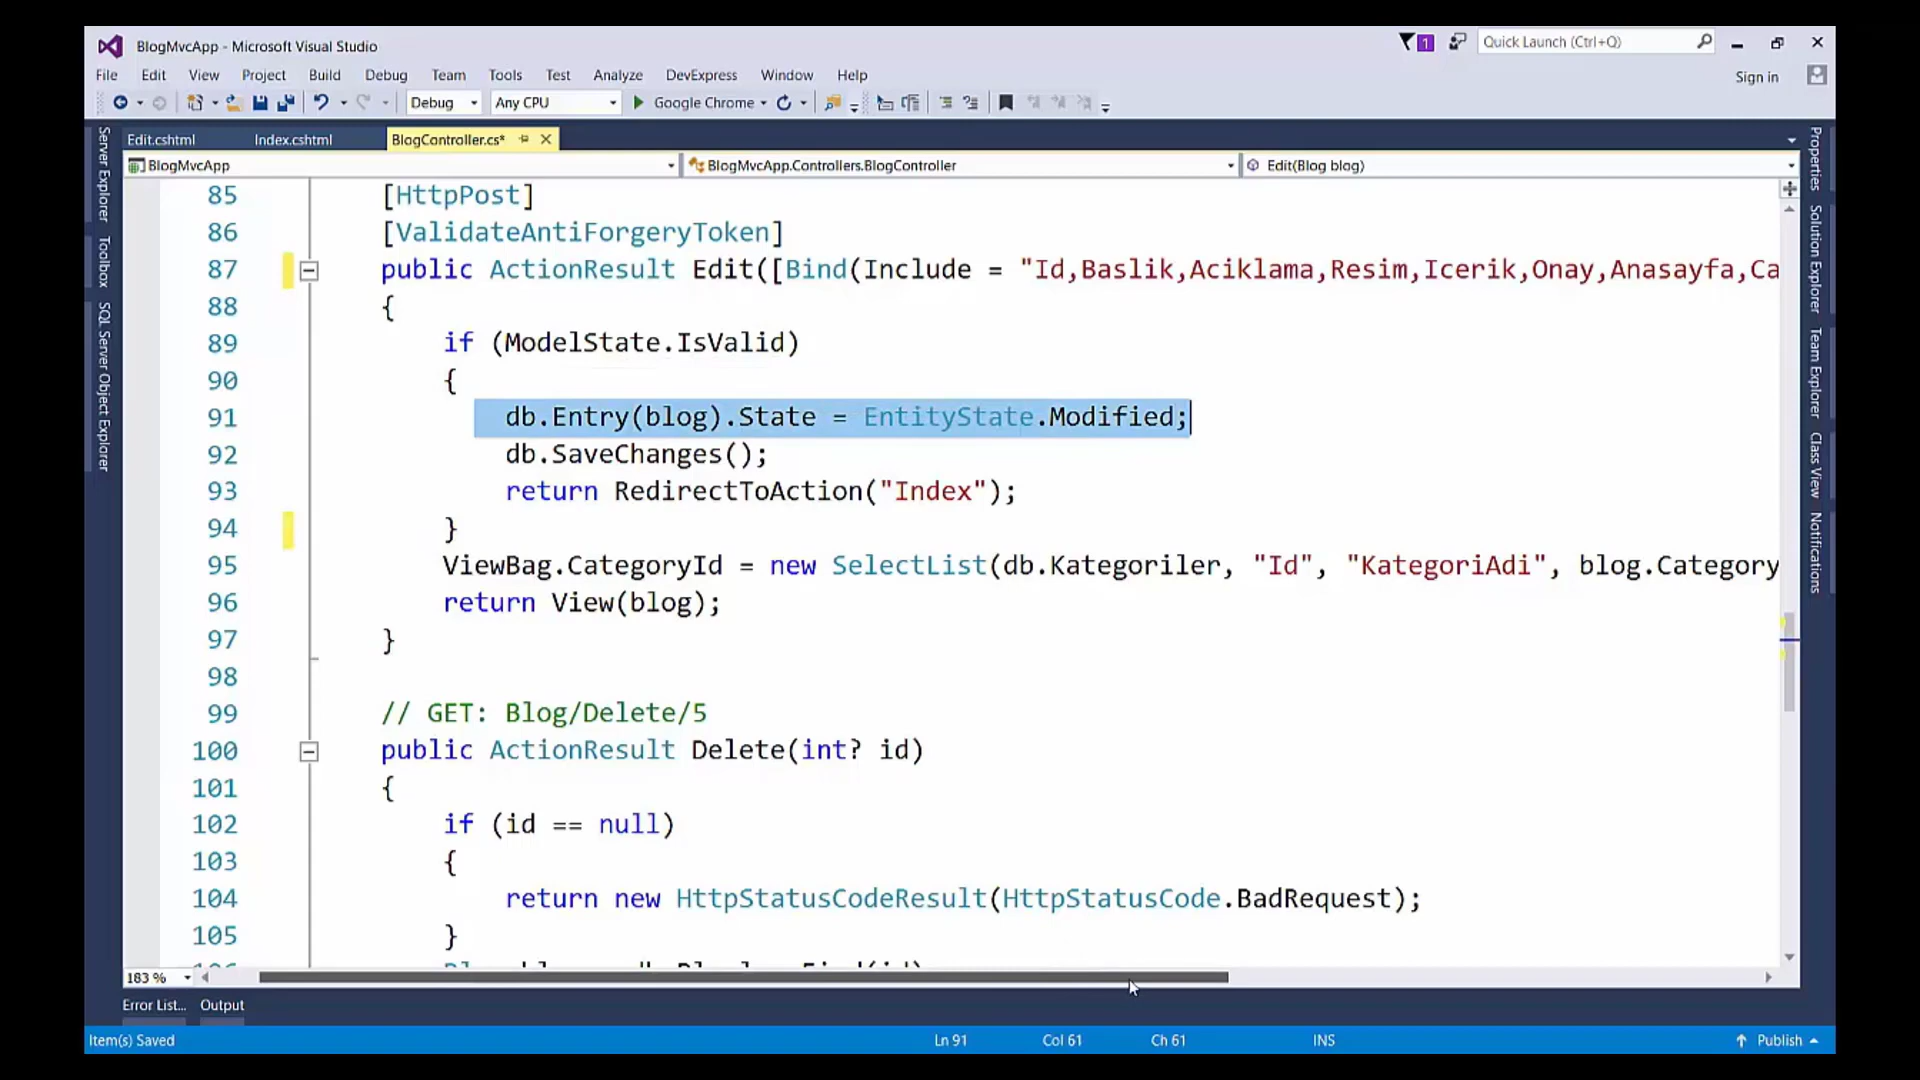 BlogMvcApp - Microsoft Visual Studio
1
Quick Launch (Ctrl+Q)
File Edit View Project Build Debug Team Tools Test Analyze DevExpress Window Help
Sign in
Debug Any CPU Google Chrome
Edit.cshtml Index.cshtml BlogController.cs*
BlogMvcApp BlogMvcApp.Controllers.BlogController Edit(Blog blog)
Server Explorer
Toolbox
SQL Server Object Explorer
Properties
Solution Explorer
Team Explorer
Class View
Notifications
85 [HttpPost]
86 [ValidateAntiForgeryToken]
87 public ActionResult Edit([Bind(Include = "Id,Baslik,Aciklama,Resim,Icerik,Onay,Anasayfa,Ca
88 {
89 if (ModelState.IsValid)
90 {
91 db.Entry(blog).State = EntityState.Modified;
92 db.SaveChanges();
93 return RedirectToAction("Index");
94 }
95 ViewBag.CategoryId = new SelectList(db.Kategoriler, "Id", "KategoriAdi", blog.Category
96 return View(blog);
97 }
98
99 // GET: Blog/Delete/5
100 public ActionResult Delete(int? id)
101 {
102 if (id == null)
103 {
104 return new HttpStatusCodeResult(HttpStatusCode.BadRequest);
105 }
183 %
Error List... Output
Item(s) Saved Ln 91 Col 61 Ch 61 INS Publish